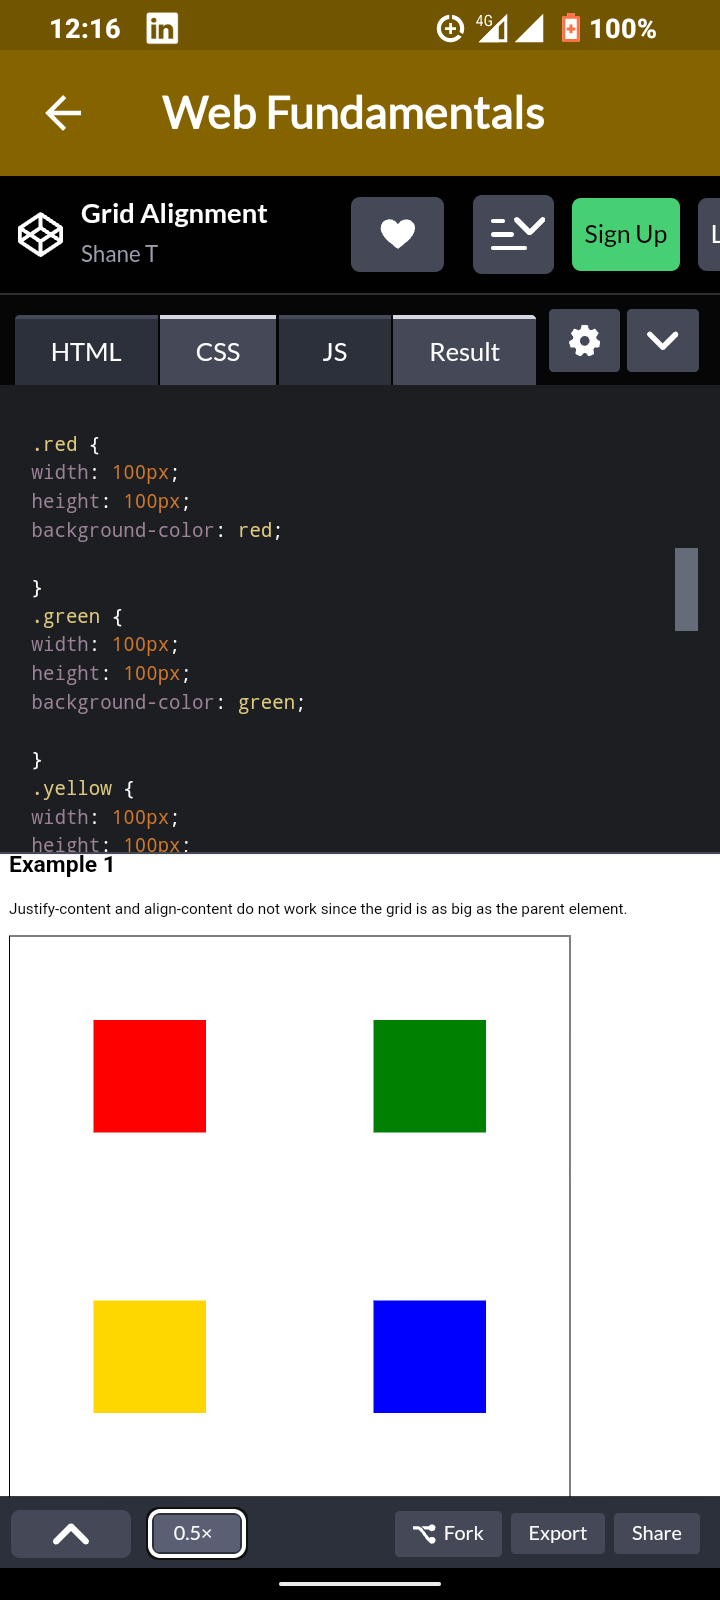 12:16 in 4G 100%
Web Fundamentals
Grid Alignment
Shane T
Sign Up
L
HTML CSS JS Result
.red {
width: 100px;
height: 100px;
background-color: red;
}
.green {
width: 100px;
height: 100px;
background-color: green;
}
.yellow {
width: 100px;
height: 100px;
Example 1
Justify-content and align-content do not work since the grid is as big as the parent element.
0.5× Fork Export Share